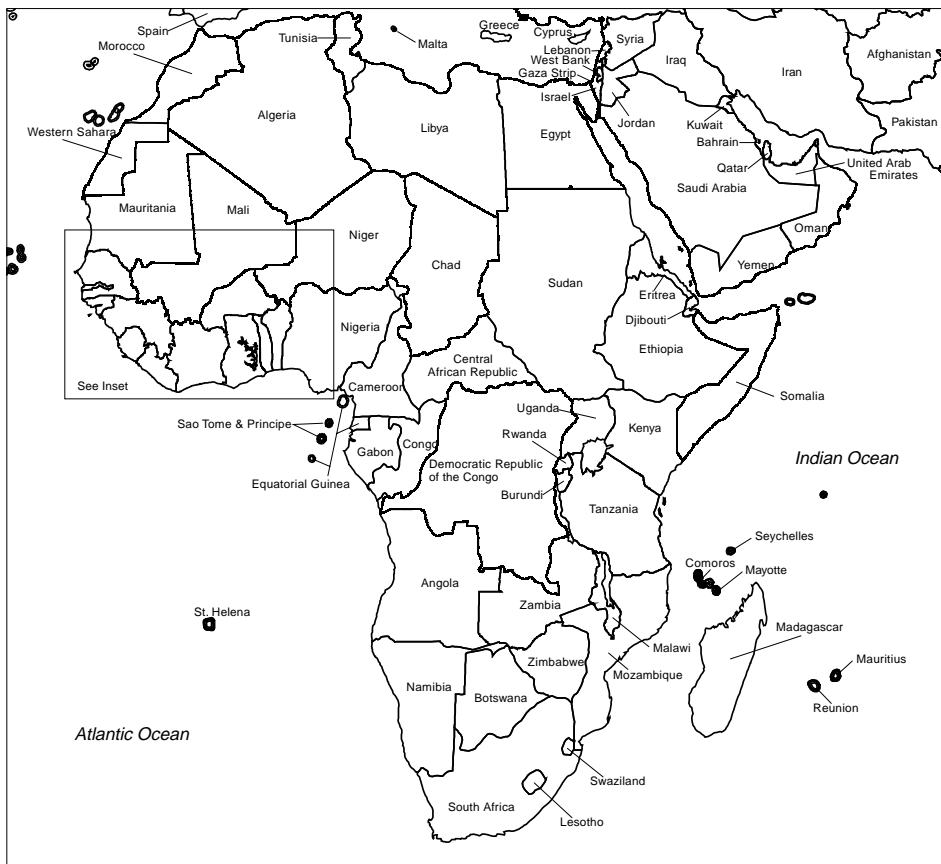 Spain
Morocco
Tunisia
Malta
Greece
Cyprus
Lebanon
West Bank
Gaza Strip
Israel
Syria
Iraq
Iran
Afghanistan
Pakistan
Jordan
Kuwait
Bahrain
Qatar
United Arab
Emirates
Saudi Arabia
Oman
Yemen
Western Sahara
Algeria
Libya
Egypt
Mauritania
Mali
Niger
Chad
Sudan
Eritrea
Djibouti
Ethiopia
Somalia
Nigeria
See Inset
Cameroon
Central
African Republic
Sao Tome & Principe
Equatorial Guinea
Gabon
Congo
Democratic Republic
of the Congo
Uganda
Rwanda
Burundi
Kenya
Tanzania
Indian Ocean
Seychelles
Comoros
Mayotte
Angola
Zambia
Malawi
Mozambique
Madagascar
Mauritius
Reunion
St. Helena
Zimbabwe
Namibia
Botswana
Atlantic Ocean
Swaziland
South Africa
Lesotho